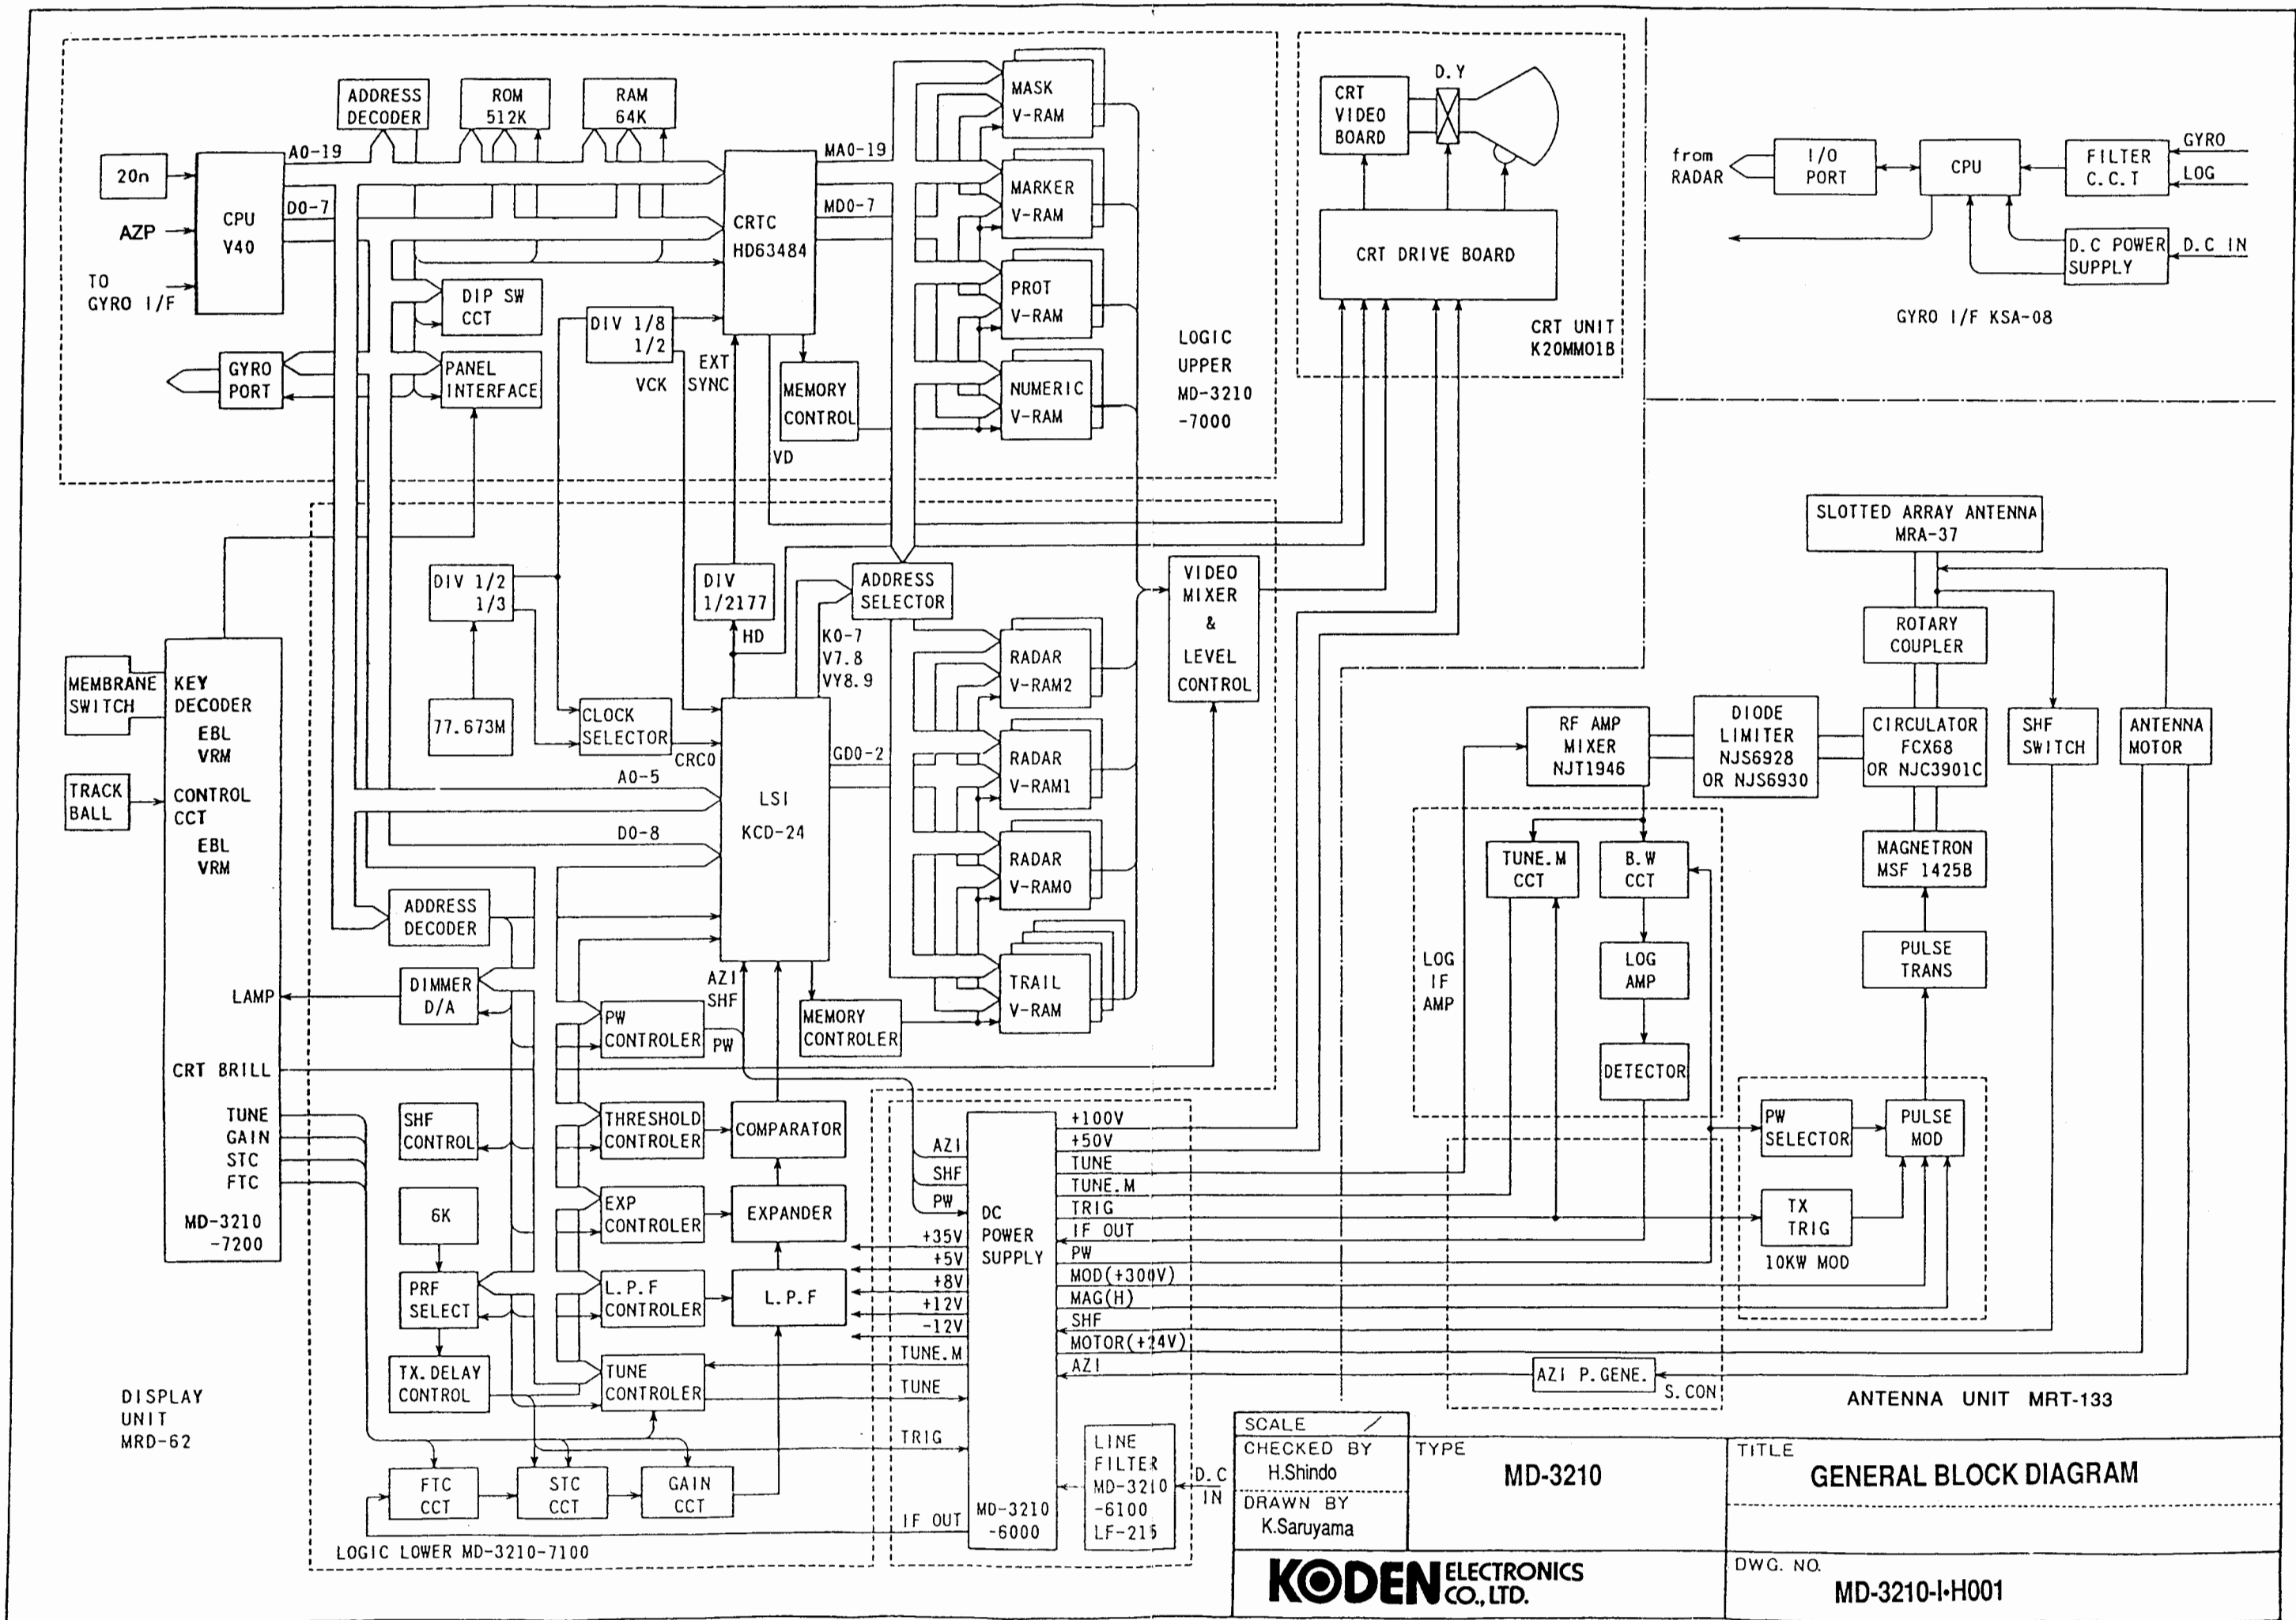 ADDRESS
DECODER
ROM
512K
RAM
64K
20n
AZP
TO
GYRO I/F
CPU
V40
A0-19
D0-7
CRTC
HD63484
MA0-19
MD0-7
DIP SW
CCT
GYRO
PORT
PANEL
INTERFACE
DIV 1/8
1/2
VCK
EXT
SYNC
MEMORY
CONTROL
VD
MASK
V-RAM
MARKER
V-RAM
PROT
V-RAM
NUMERIC
V-RAM
LOGIC
UPPER
MD-3210
-7000
CRT
VIDEO
BOARD
D.Y
CRT DRIVE BOARD
CRT UNIT
K20MM01B
from
RADAR
I/O
PORT
CPU
FILTER
C.C.T
GYRO
LOG
D.C POWER
SUPPLY
D.C IN
GYRO I/F KSA-08
DIV 1/2
1/3
77.673M
CLOCK
SELECTOR
CRC0
DIV
1/2177
HD
K0-7
V7.8
VY8.9
ADDRESS
SELECTOR
VIDEO
MIXER
&
LEVEL
CONTROL
MEMBRANE
SWITCH
TRACK
BALL
KEY
DECODER
EBL
VRM
CONTROL
CCT
EBL
VRM
LAMP
CRT BRILL
TUNE
GAIN
STC
FTC
MD-3210
-7200
A0-5
D0-8
LSI
KCD-24
GD0-2
RADAR
V-RAM2
RADAR
V-RAM1
RADAR
V-RAM0
TRAIL
V-RAM
ADDRESS
DECODER
DIMMER
D/A
AZI
SHF
PW
CONTROLER
PW
MEMORY
CONTROLER
SHF
CONTROL
THRESHOLD
CONTROLER
COMPARATOR
6K
EXP
CONTROLER
EXPANDER
PRF
SELECT
L.P.F
CONTROLER
L.P.F
TX.DELAY
CONTROL
TUNE
CONTROLER
FTC
CCT
STC
CCT
GAIN
CCT
LOGIC LOWER MD-3210-7100
DISPLAY
UNIT
MRD-62
AZI
SHF
PW
+35V
+5V
+8V
+12V
-12V
TUNE.M
TUNE
TRIG
IF OUT
DC
POWER
SUPPLY
MD-3210
-6000
+100V
+50V
TUNE
TUNE.M
TRIG
IF OUT
PW
MOD(+300V)
MAG(H)
SHF
MOTOR(+24V)
AZI
LINE
FILTER
MD-3210
-6100
LF-215
D.C
IN
SLOTTED ARRAY ANTENNA
MRA-37
ROTARY
COUPLER
RF AMP
MIXER
NJT1946
DIODE
LIMITER
NJS6928
OR NJS6930
CIRCULATOR
FCX68
OR NJC3901C
SHF
SWITCH
ANTENNA
MOTOR
TUNE.M
CCT
B.W
CCT
MAGNETRON
MSF 1425B
LOG
IF
AMP
LOG
AMP
PULSE
TRANS
DETECTOR
PW
SELECTOR
PULSE
MOD
TX
TRIG
10KW MOD
AZI P.GENE.
S.CON
ANTENNA UNIT MRT-133
SCALE /
CHECKED BY
H.Shindo
DRAWN BY
K.Saruyama
TYPE
MD-3210
TITLE
GENERAL BLOCK DIAGRAM
KODEN ELECTRONICS
CO., LTD.
DWG. NO.
MD-3210-I•H001